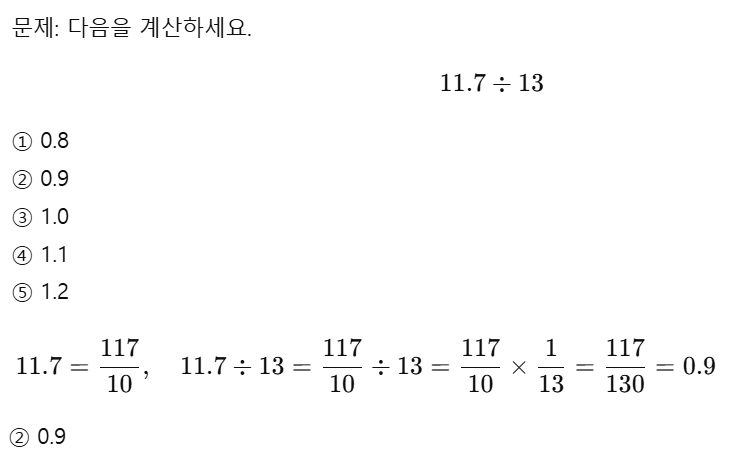 문제: 다음을 계산하세요.
11.7 ÷ 13
① 0.8
② 0.9
③ 1.0
④ 1.1
⑤ 1.2
11.7 = 117/10, 11.7 ÷ 13 = 117/10 ÷ 13 = 117/10 × 1/13 = 117/130 = 0.9
② 0.9